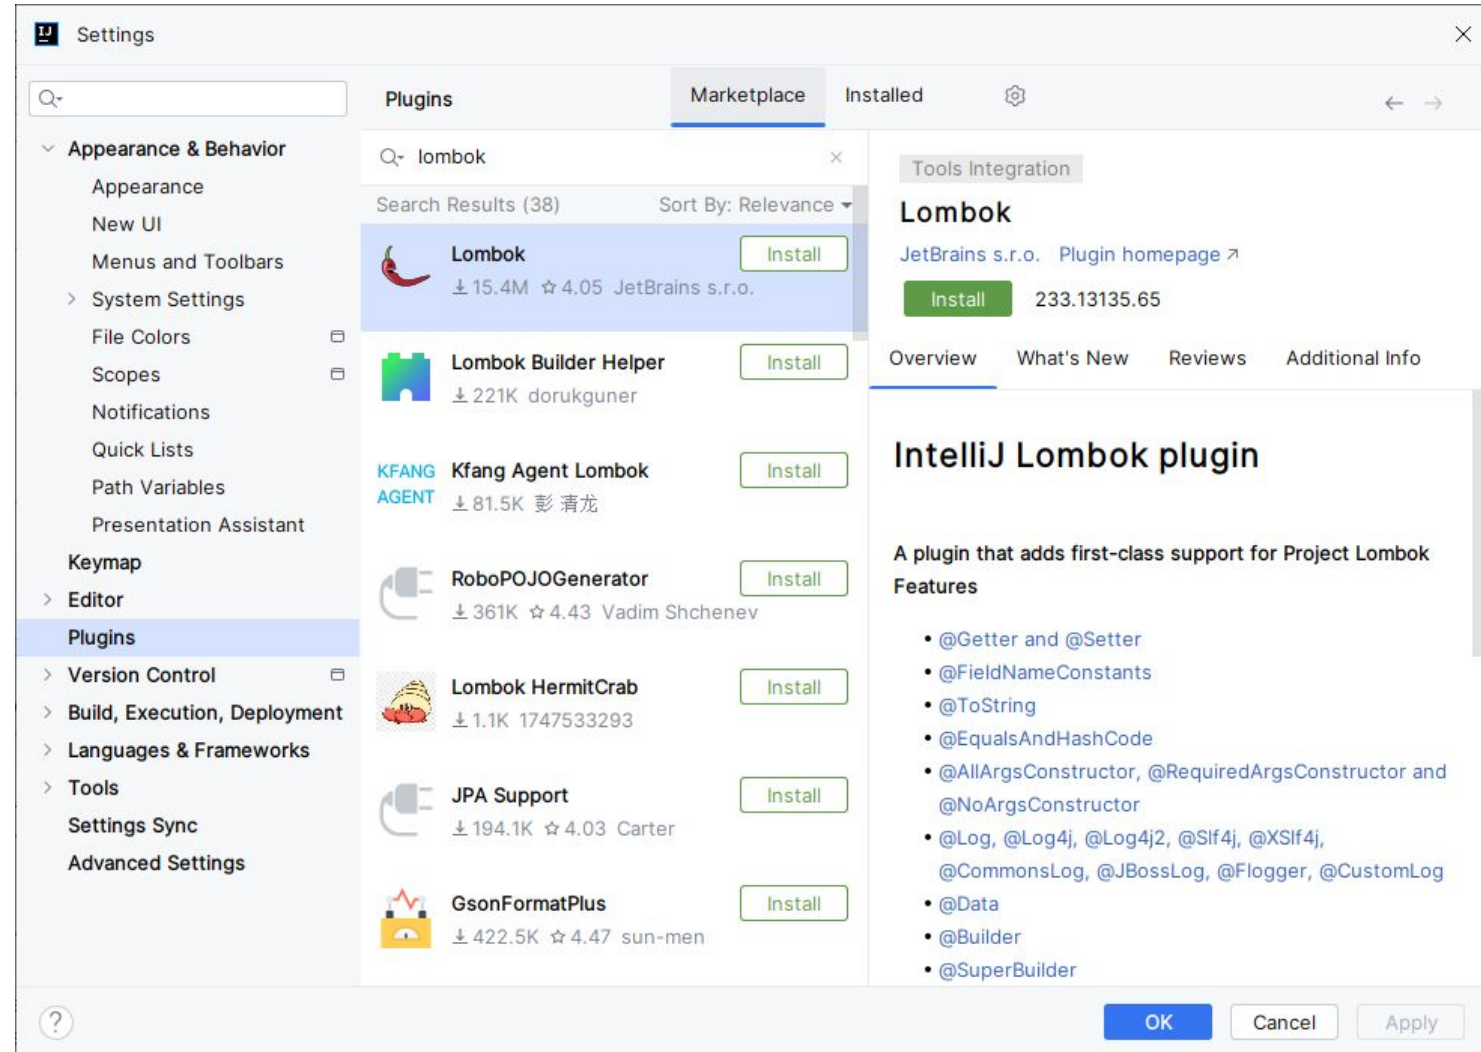 Settings
Plugins
Marketplace
Installed
Appearance & Behavior
Appearance
New UI
Menus and Toolbars
System Settings
File Colors
Scopes
Notifications
Quick Lists
Path Variables
Presentation Assistant
Keymap
Editor
Plugins
Version Control
Build, Execution, Deployment
Languages & Frameworks
Tools
Settings Sync
Advanced Settings
lombok
Search Results (38) Sort By: Relevance
Lombok Install
15.4M 4.05 JetBrains s.r.o.
Lombok Builder Helper Install
221K dorukguner
KFANG AGENT
Kfang Agent Lombok Install
81.5K 彭 清龙
RoboPOJOGenerator Install
361K 4.43 Vadim Shchenev
Lombok HermitCrab Install
1.1K 1747533293
JPA Support Install
194.1K 4.03 Carter
GsonFormatPlus Install
422.5K 4.47 sun-men
Tools Integration
Lombok
JetBrains s.r.o. Plugin homepage
Install 233.13135.65
Overview What's New Reviews Additional Info
IntelliJ Lombok plugin
A plugin that adds first-class support for Project Lombok
Features
• @Getter and @Setter
• @FieldNameConstants
• @ToString
• @EqualsAndHashCode
• @AllArgsConstructor, @RequiredArgsConstructor and
@NoArgsConstructor
• @Log, @Log4j, @Log4j2, @Slf4j, @XSlf4j,
@CommonsLog, @JBossLog, @Flogger, @CustomLog
• @Data
• @Builder
• @SuperBuilder
? OK Cancel Apply